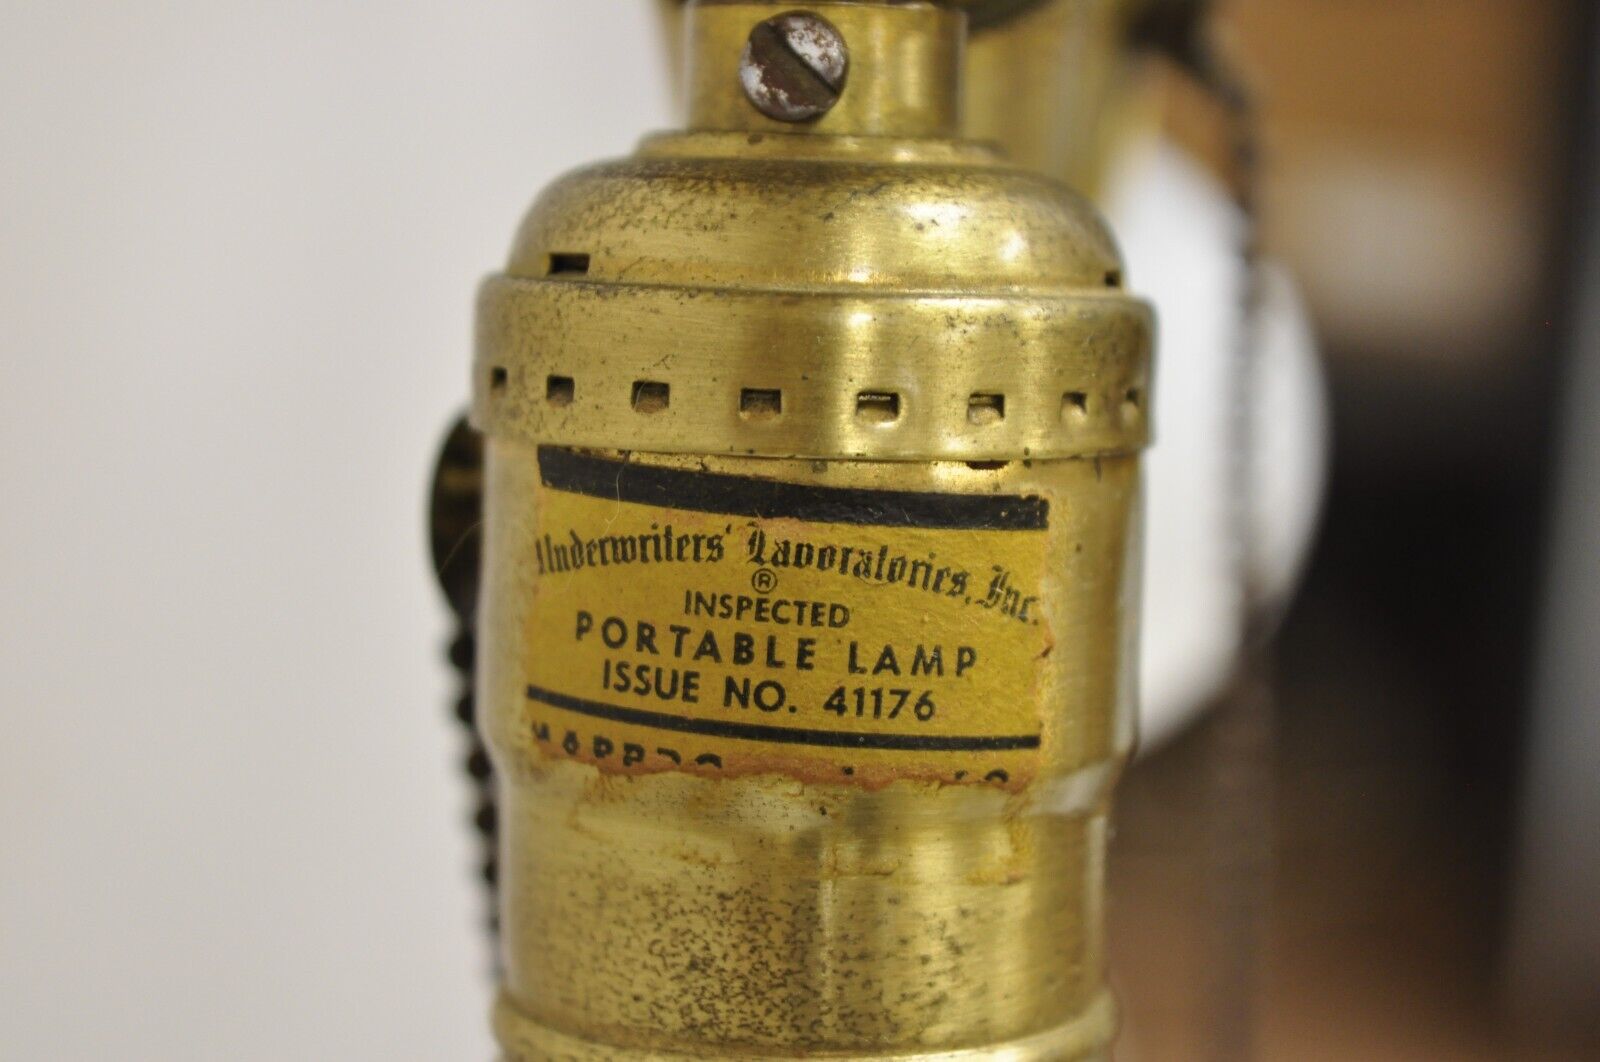 Underwriters' Laboratories, Inc.
®
INSPECTED
PORTABLE LAMP
ISSUE NO. 41176